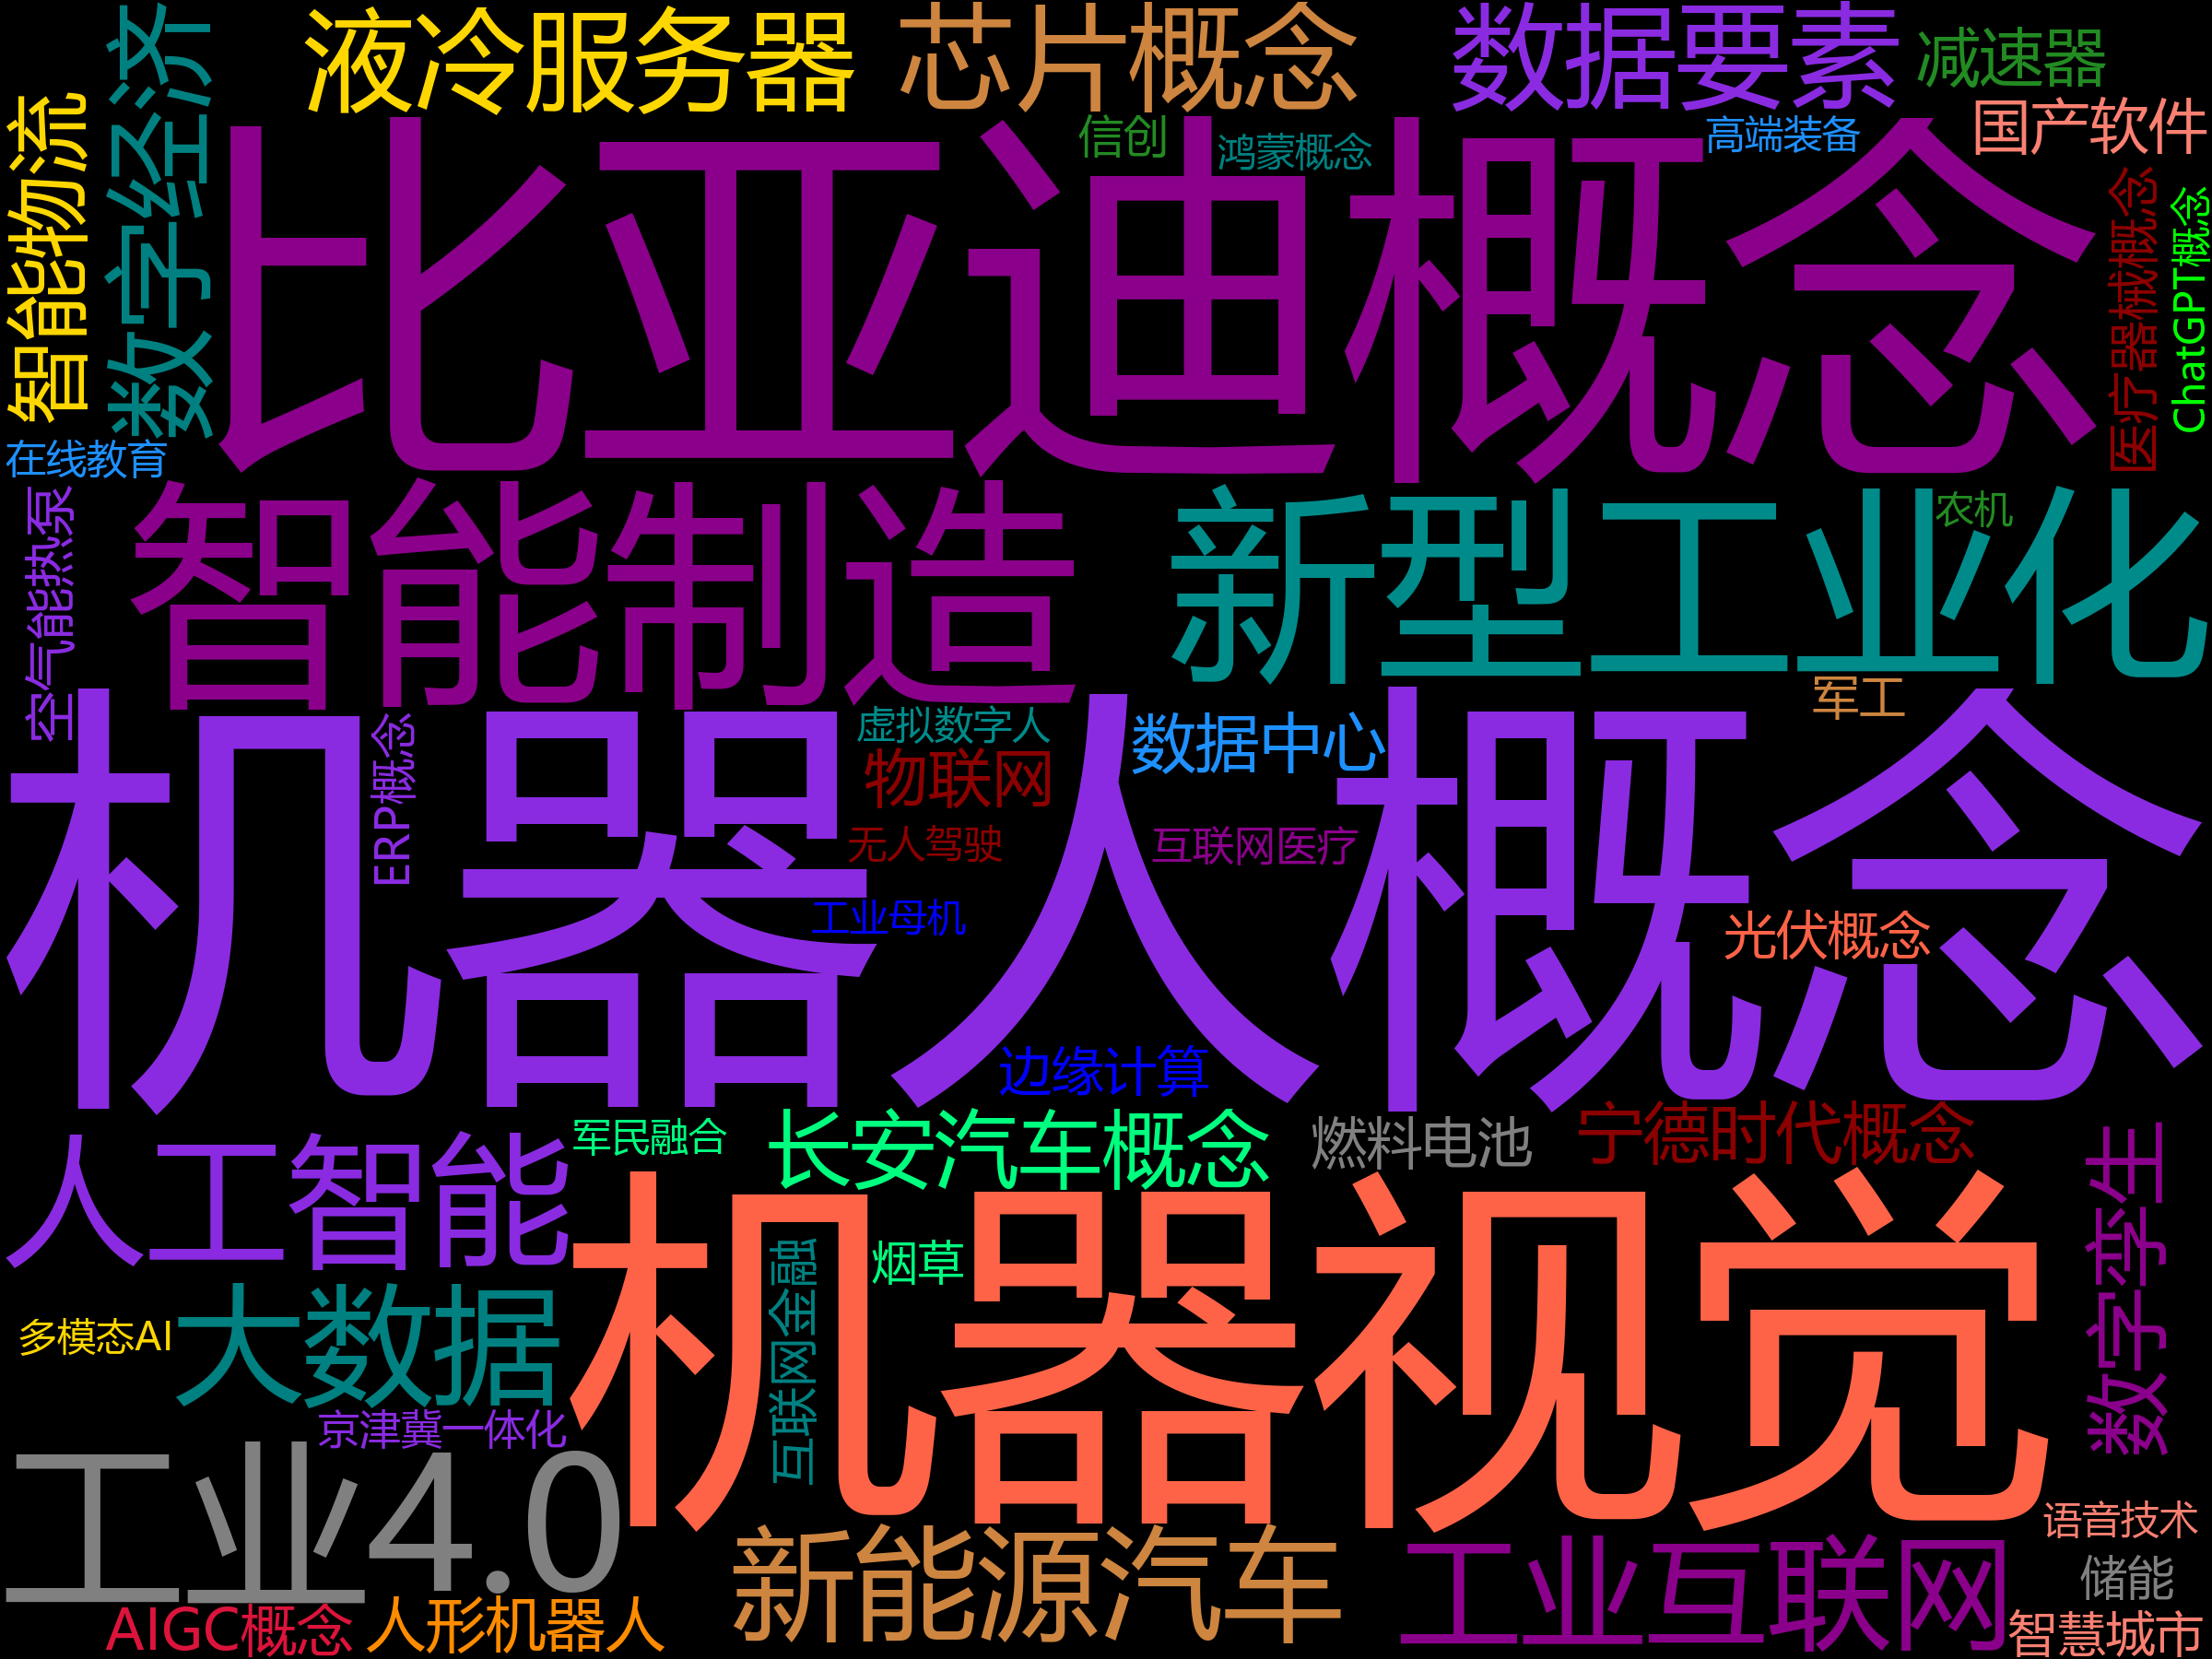 液冷服务器
芯片概念
数据要素
减速器
国产软件
高端装备
信创
鸿蒙概念
智能物流
数字经济
比亚迪概念
医疗器械概念
ChatGPT概念
在线教育
智能制造
新型工业化
农机
空气能热泵
军工
机器人概念
ERP概念
虚拟数字人
物联网
数据中心
无人驾驶
互联网医疗
工业母机
光伏概念
边缘计算
人工智能
军民融合
长安汽车概念
燃料电池
宁德时代概念
数字孪生
机器视觉
烟草
互联网金融
多模态AI
大数据
京津冀一体化
工业4.0
新能源汽车
工业互联网
语音技术
储能
智慧城市
AIGC概念
人形机器人